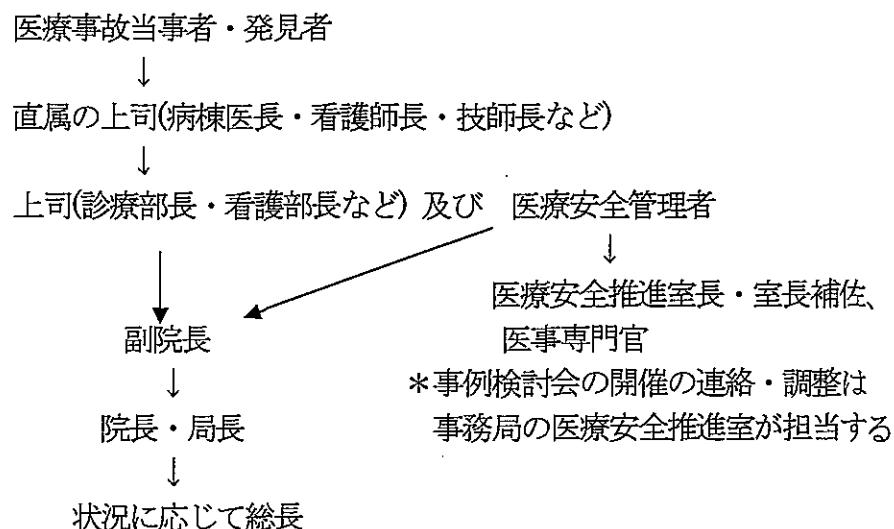 医療事故当事者・発見者
↓
直属の上司(病棟医長・看護師長・技師長など)
↓
上司(診療部長・看護部長など) 及び 医療安全管理者
↓
医療安全推進室長・室長補佐、
医事専門官
副院長
↓
＊事例検討会の開催の連絡・調整は
事務局の医療安全推進室が担当する
院長・局長
↓
状況に応じて総長